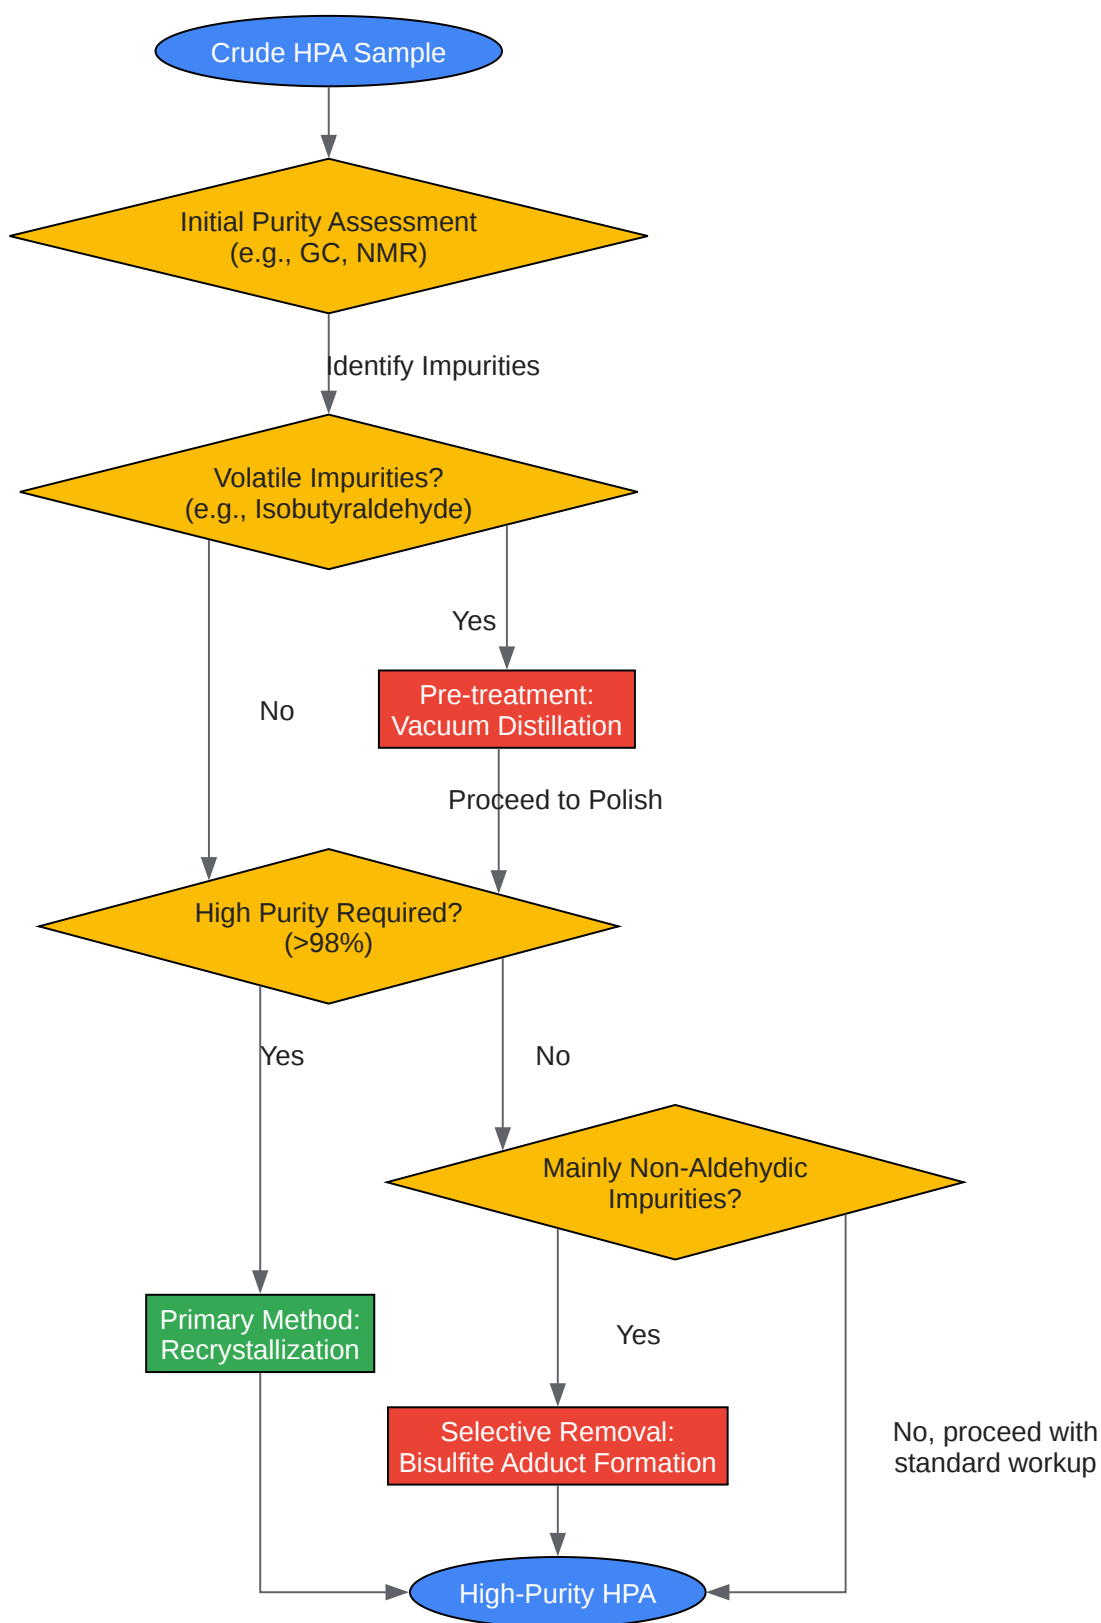 Crude HPA Sample
Initial Purity Assessment
(e.g., GC, NMR)
Identify Impurities
Volatile Impurities?
(e.g., Isobutyraldehyde)
Yes
No
Pre-treatment:
Vacuum Distillation
Proceed to Polish
High Purity Required?
(>98%)
Yes
No
Mainly Non-Aldehydic
Impurities?
Primary Method:
Recrystallization
Yes
Selective Removal:
Bisulfite Adduct Formation
No, proceed with
standard workup
High-Purity HPA